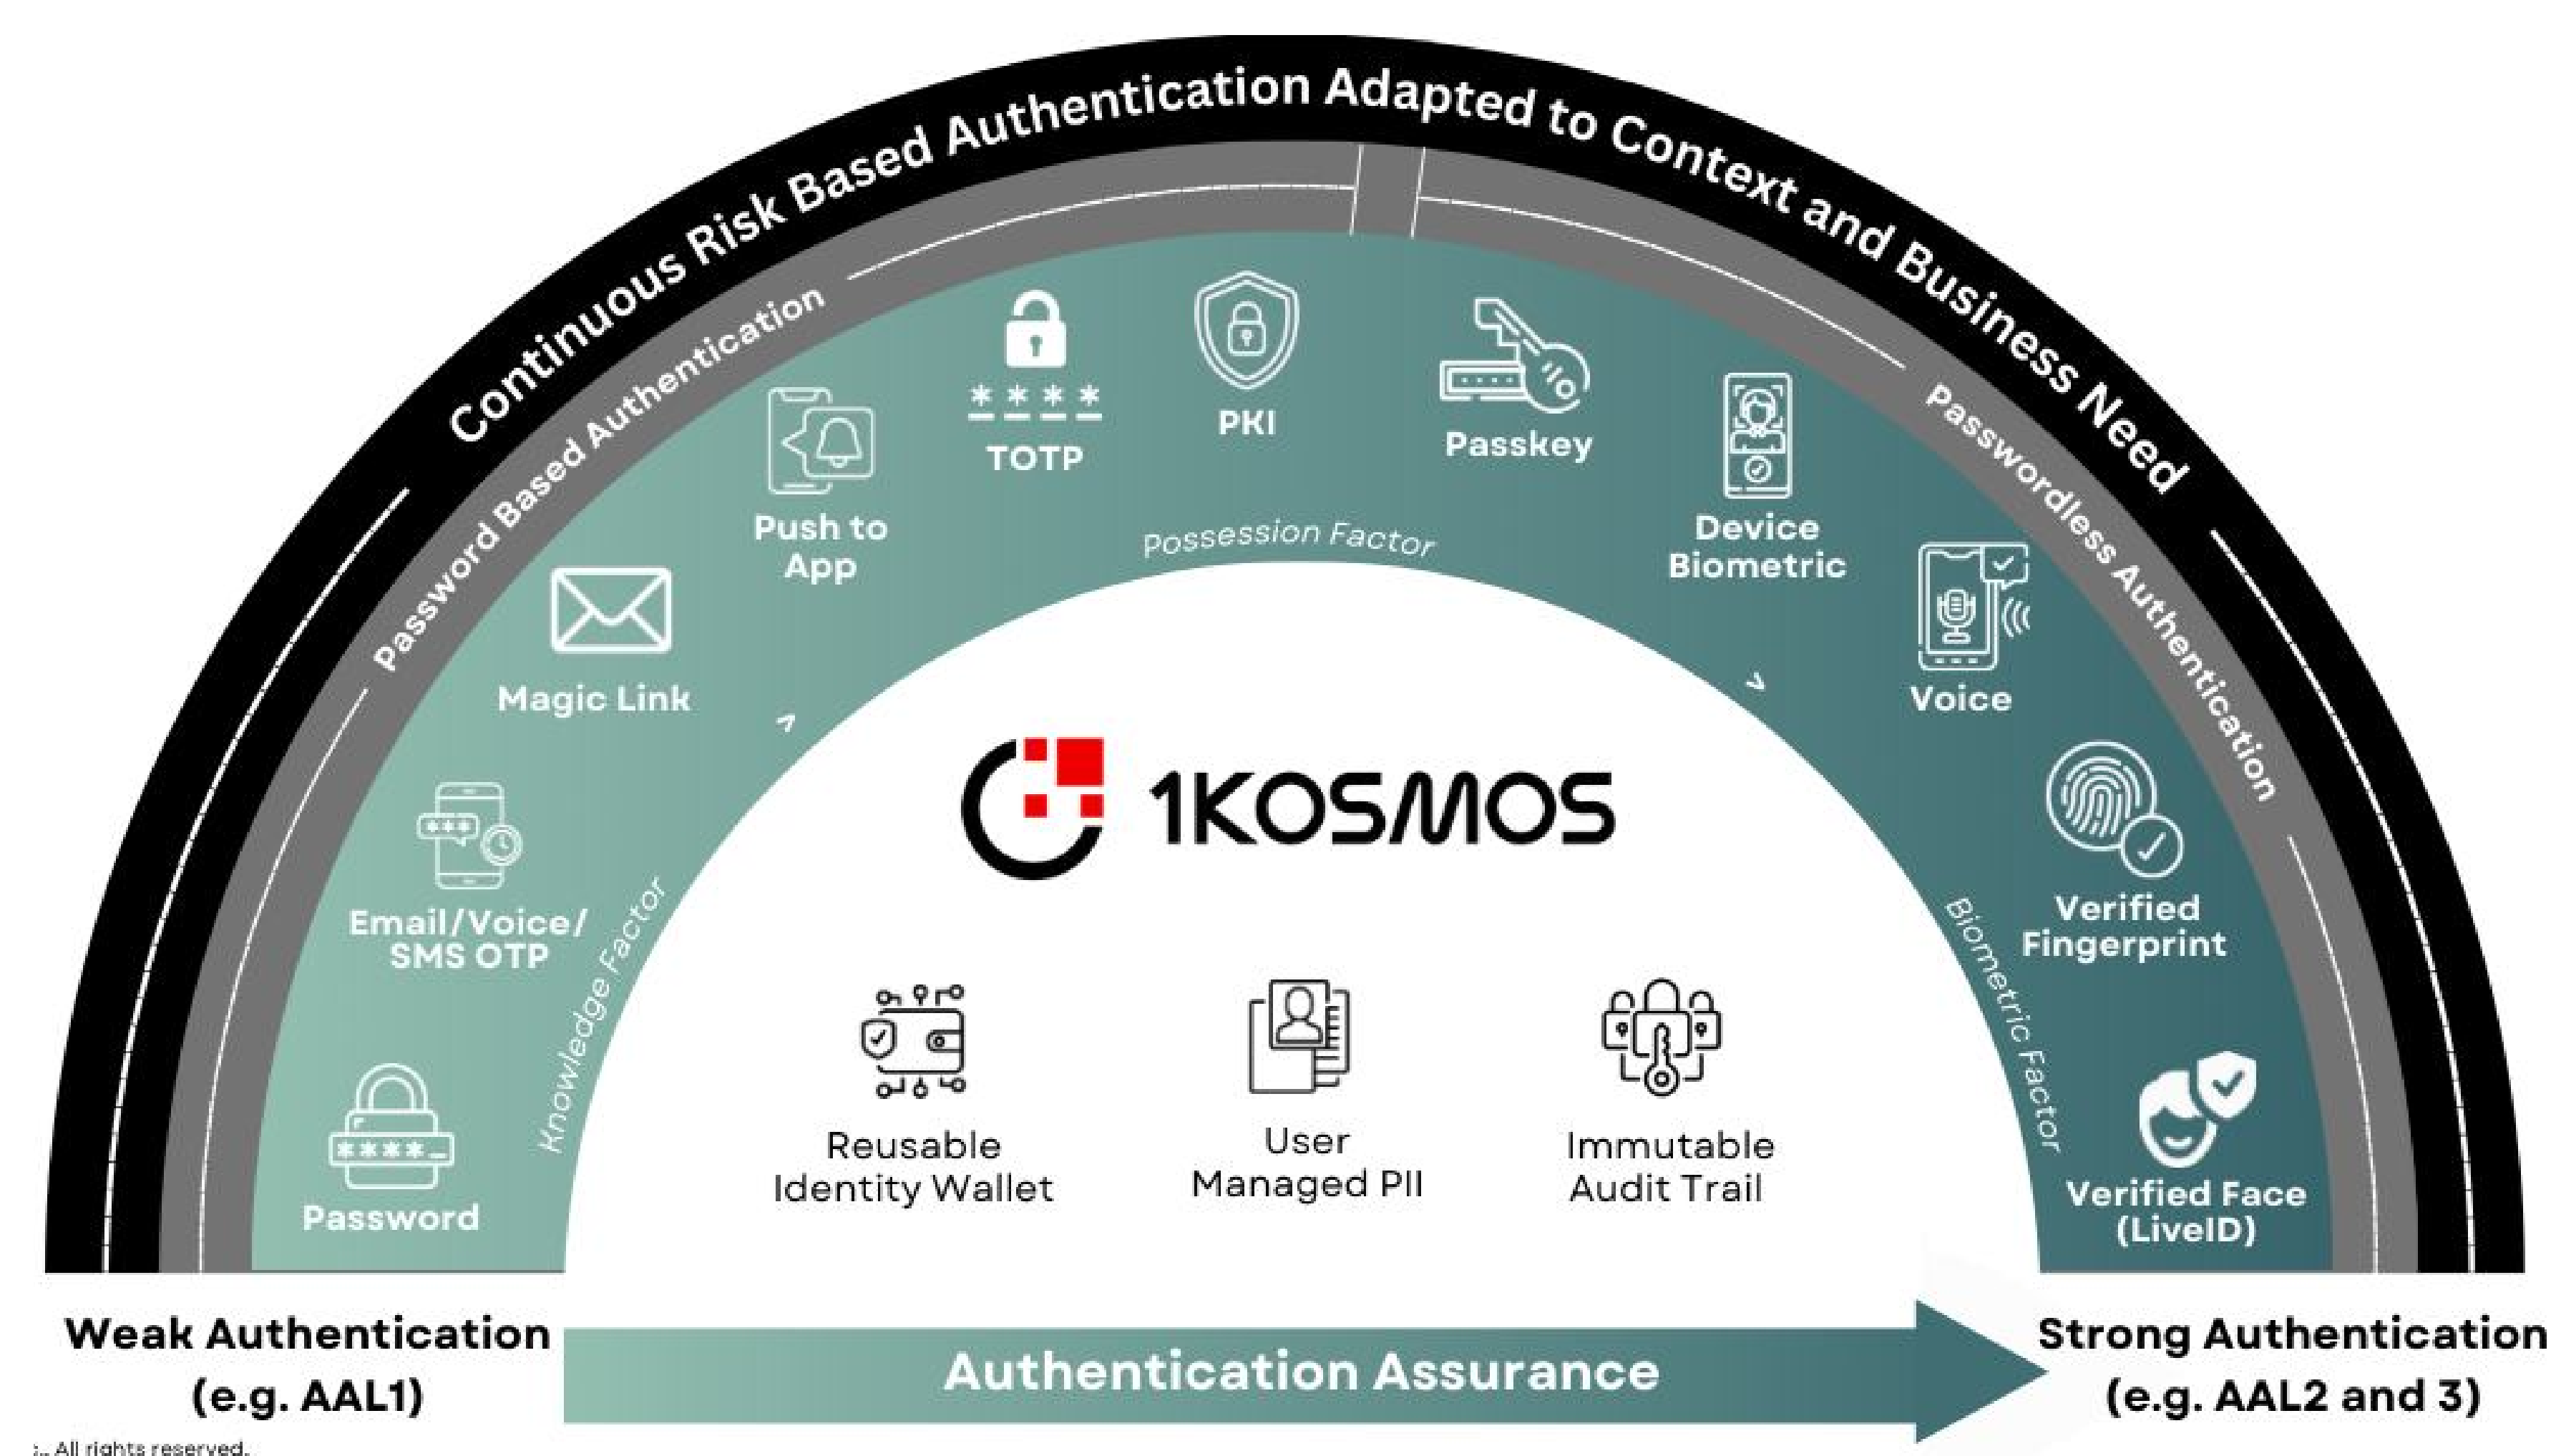 Continuous Risk Based Authentication Adapted to Context and Business Need
Password Based Authentication
Passwordless Authentication
Password
Email/Voice/
SMS OTP
Magic Link
Push to
App
****
TOTP
PKI
Passkey
Device
Biometric
Voice
Verified
Fingerprint
Verified Face
(LiveID)
Knowledge Factor
>
Possession Factor
>
Biometric Factor
1KOSMOS
Reusable
Identity Wallet
User
Managed PII
Immutable
Audit Trail
Weak Authentication
(e.g. AAL1)
Authentication Assurance
Strong Authentication
(e.g. AAL2 and 3)
All rights reserved.